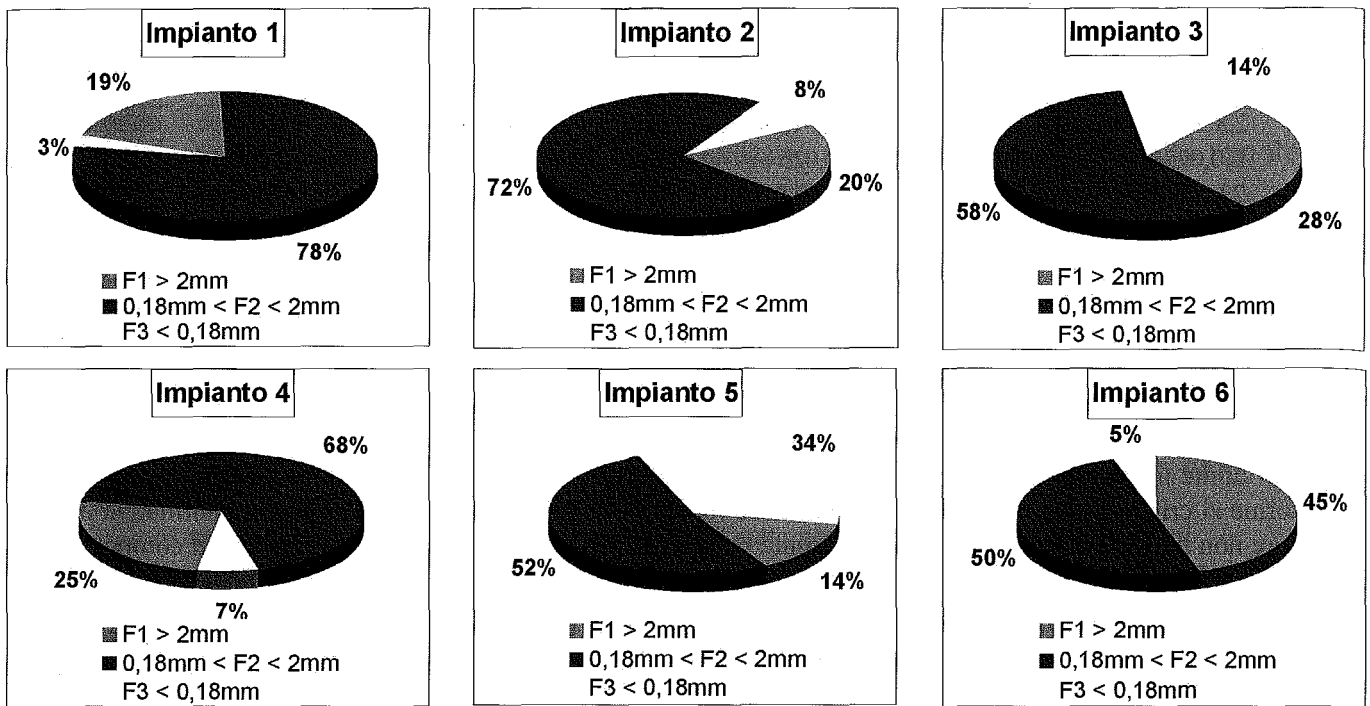 Impianto 1
19%
3%
78%
F1 > 2mm
0,18mm < F2 < 2mm
F3 < 0,18mm
Impianto 2
8%
72%
20%
F1 > 2mm
0,18mm < F2 < 2mm
F3 < 0,18mm
Impianto 3
14%
58%
28%
F1 > 2mm
0,18mm < F2 < 2mm
F3 < 0,18mm
Impianto 4
68%
25%
7%
F1 > 2mm
0,18mm < F2 < 2mm
F3 < 0,18mm
Impianto 5
34%
52%
14%
F1 > 2mm
0,18mm < F2 < 2mm
F3 < 0,18mm
Impianto 6
5%
45%
50%
F1 > 2mm
0,18mm < F2 < 2mm
F3 < 0,18mm